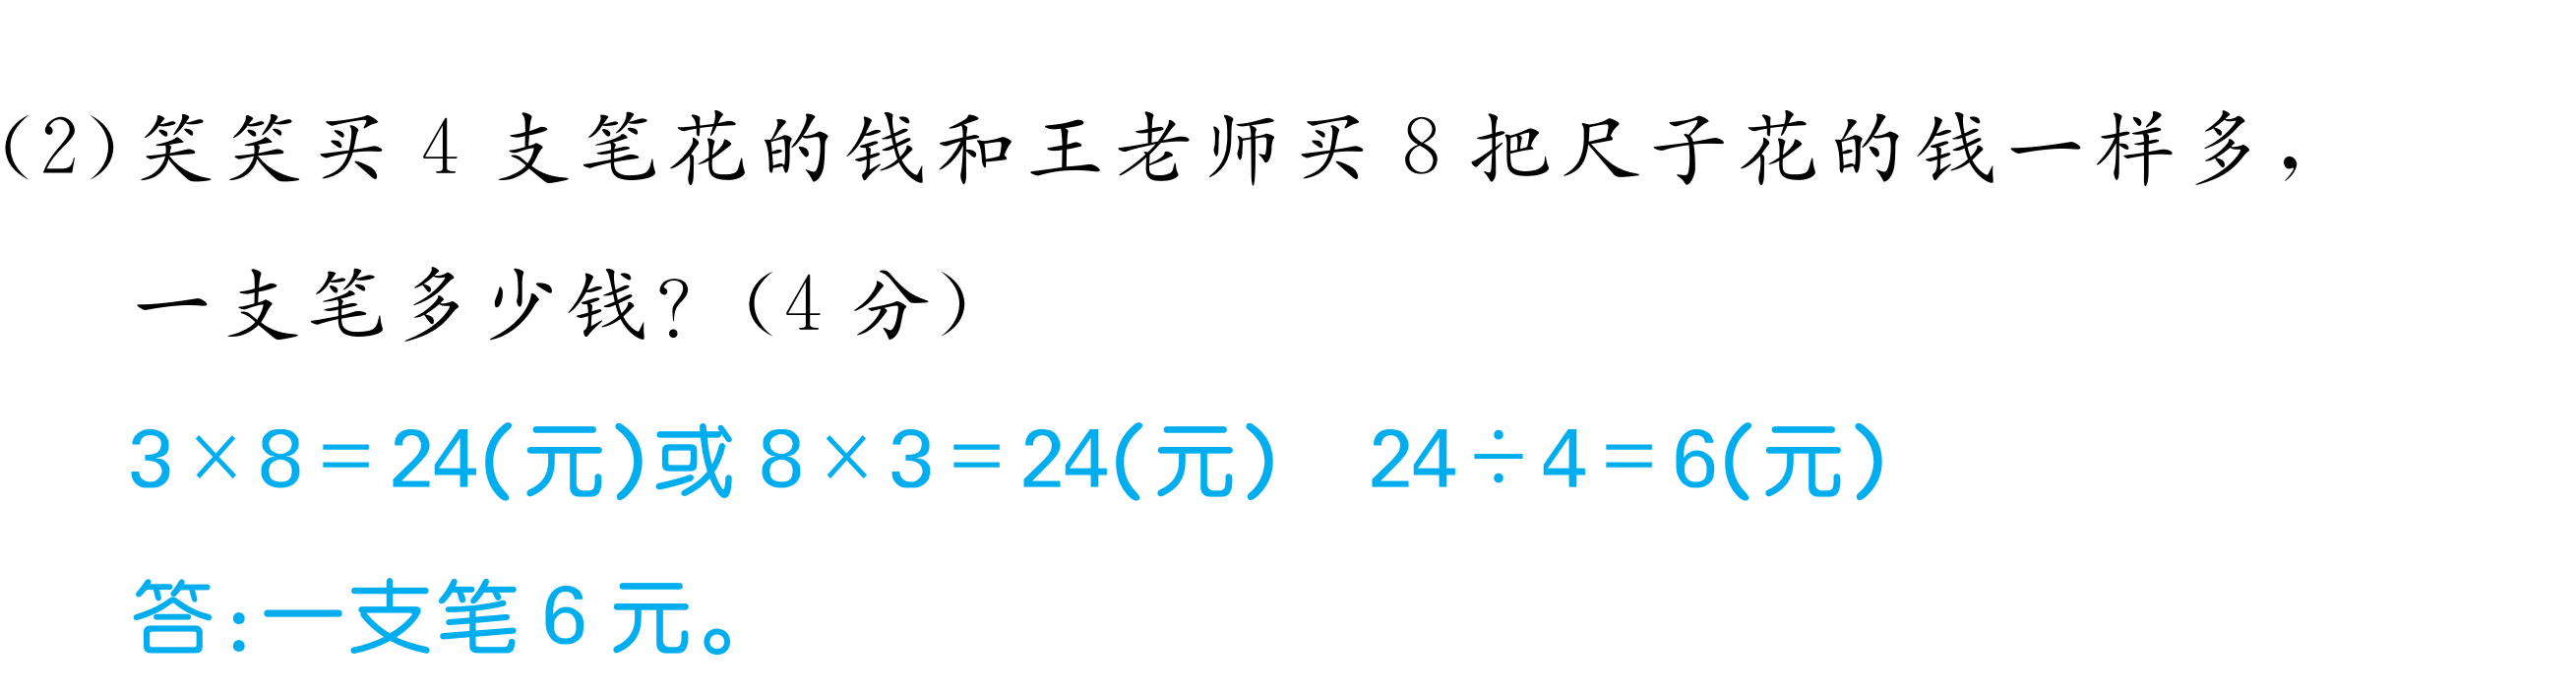 (2)笑笑买 4 支笔花的钱和王老师买 8 把尺子花的钱一样多，
一支笔多少钱?（4 分）
3×8=24(元)或 8×3=24(元) 24÷4=6(元)
答:一支笔 6 元。